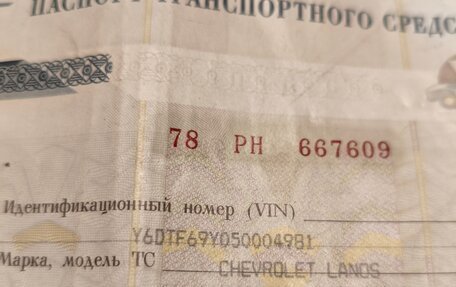 — ПАСПОРТ ТРАНСПОРТНОГО СРЕДС
78 РН 667609
Идентификационный номер (VIN)
Y6DTF69Y050004981
Марка, модель ТС
CHEVROLET LANOS